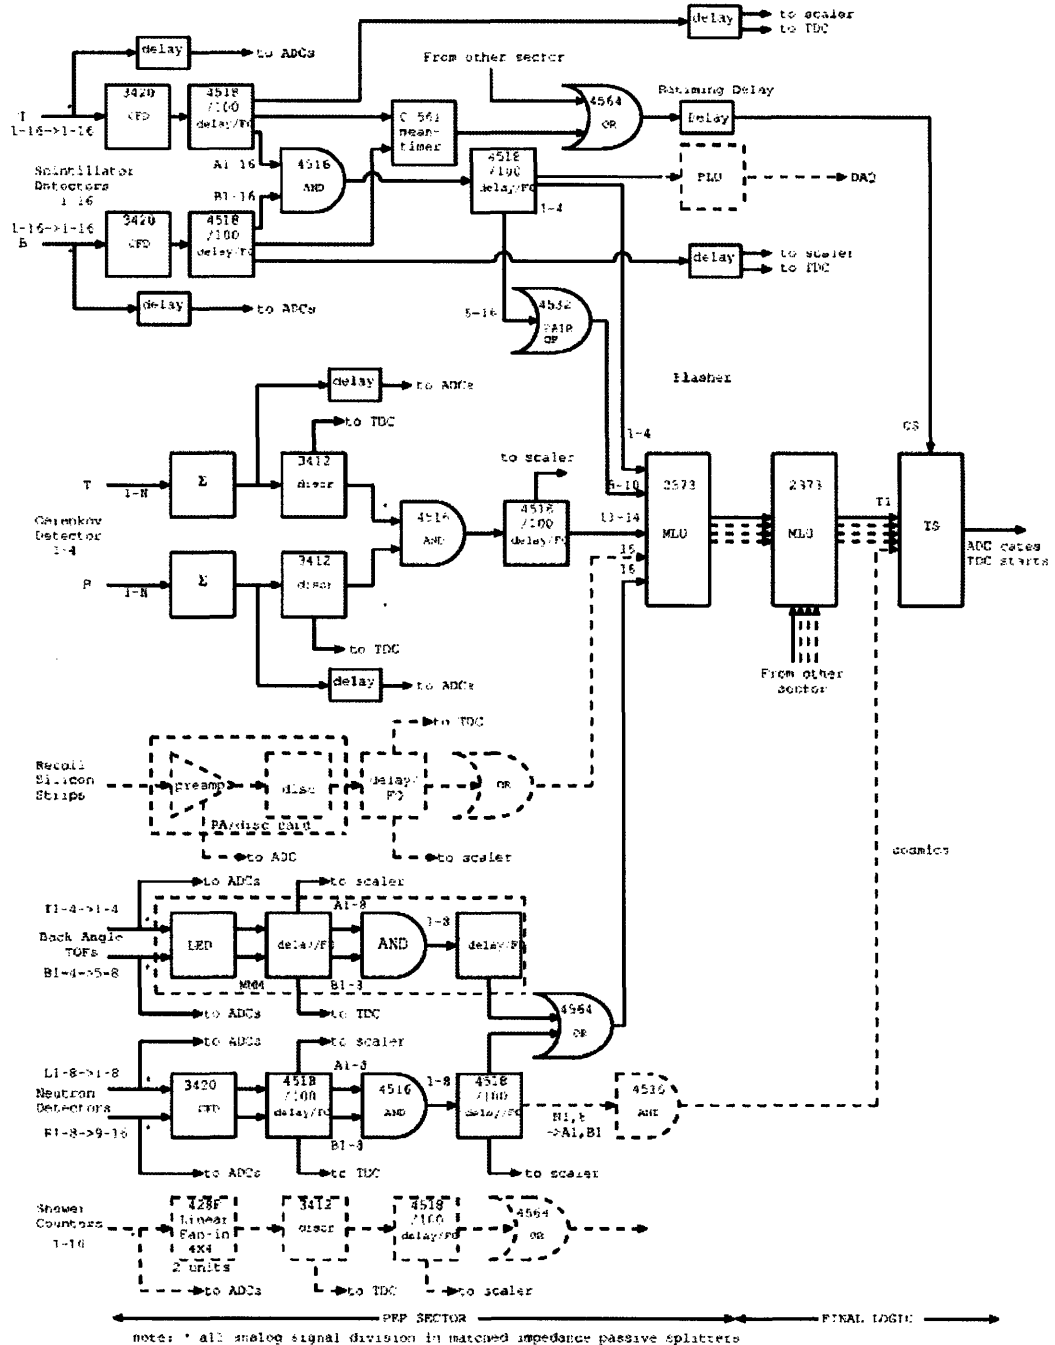 delay
to scaler
to TDC
delay
to ADCs
From other sector
3420
CFD
4518
/100
delay/FO
T
1-16->1-16
C 561
mean-
timer
4564
OR
Retiming Delay
Delay
A1-16
4516
AND
B1-16
Scintillator
Detectors
1-16
4518
/100
delay/FO
1-4
PLU
DAQ
1-16->1-16
B
3420
CFD
4518
/100
delay/FO
delay
to scaler
to TDC
delay
to ADCs
5-16
4532
OR
Flasher
delay
to ADCs
to TDC
1-4
CS
T
1-N
Σ
3412
discr
to scaler
Cerenkov
Detector
1-4
4516
AND
4518
/100
delay/FO
13-14
2373
MLU
2373
MLU
T1
TS
TDC starts
15
16
B
1-N
Σ
3412
discr
to TDC
delay
to ADCs
From other
sector
Recoil
Silicon
Strips
preamp
disc
PA/disc card
to ADC
to TDC
delay/
FO
OR
to scaler
cosmics
to ADCs
to scaler
T1-4->1-4
Back Angle
TOFs
B1-4->5-8
LED
delay/FO
A1-8
AND
B1-8
1-8
delay/FO
to ADCs
to TDC
OR
to ADCs
to scaler
L1-8->1-8
Neutron
Detectors
R1-8->9-16
3420
CFD
4518
/100
delay/FO
A1-8
4516
AND
B1-8
1-8
4518
/100
delay/FO
->A1,B1
4516
AND
to ADCs
to TDC
to scaler
Shower
Counters
1-16
428F
Linear
Fan-in
4X4
2 units
3412
discr
4518
/100
delay/FO
4564
OR
to ADCs
to TDC
to scaler
PER SECTOR
FINAL LOGIC
note: * all analog signal division in matched impedance passive splitters